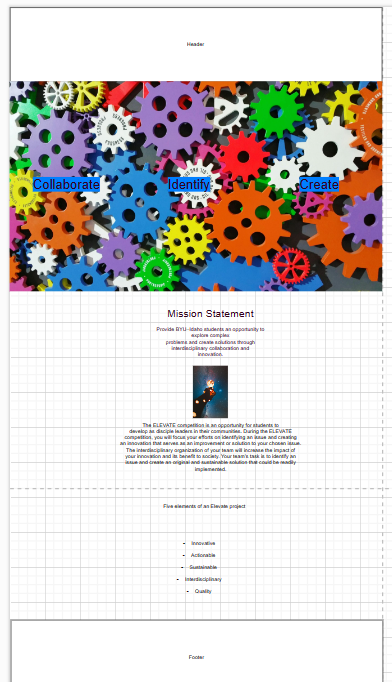 Header
Collaborate Identify Create
Mission Statement
Provide BYU-Idaho students an opportunity to
explore complex
problems and create solutions through
interdisciplinary collaboration and
innovation.
The ELEVATE competition is an opportunity for students to
develop as disciple leaders in their communities. During the ELEVATE
competition, you will focus your efforts on identifying an issue and creating
an innovation that serves as an improvement or solution to your chosen issue.
The interdisciplinary organization of your team will increase the impact of
your innovation and its benefit to society. Your team's task is to identify an
issue and create an original and sustainable solution that could be readily
implemented.
Five elements of an Elevate project
• Innovative
• Actionable
• Sustainable
• Interdisciplinary
• Quality
Footer